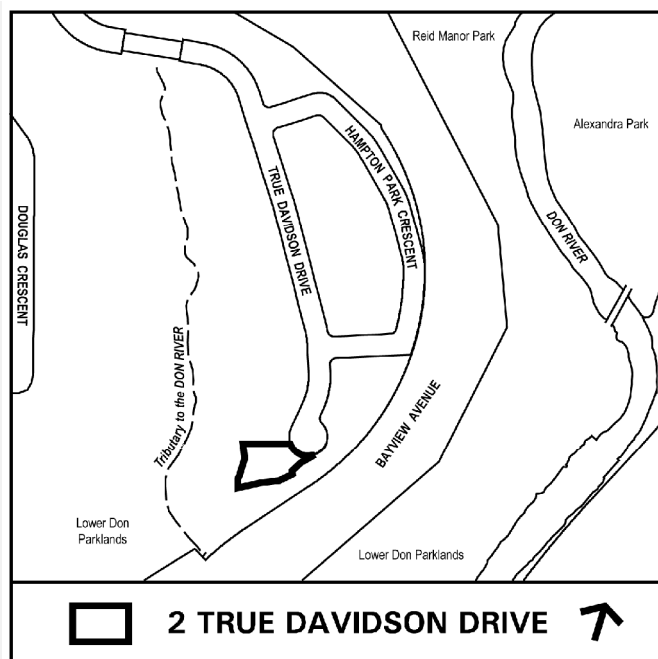 Reid Manor Park
Alexandra Park
HAMPTON PARK CRESCENT
TRUE DAVIDSON DRIVE
DOUGLAS CRESCENT
DON RIVER
Tributary to the DON RIVER
BAYVIEW AVENUE
Lower Don
Parklands
Lower Don Parklands
2 TRUE DAVIDSON DRIVE